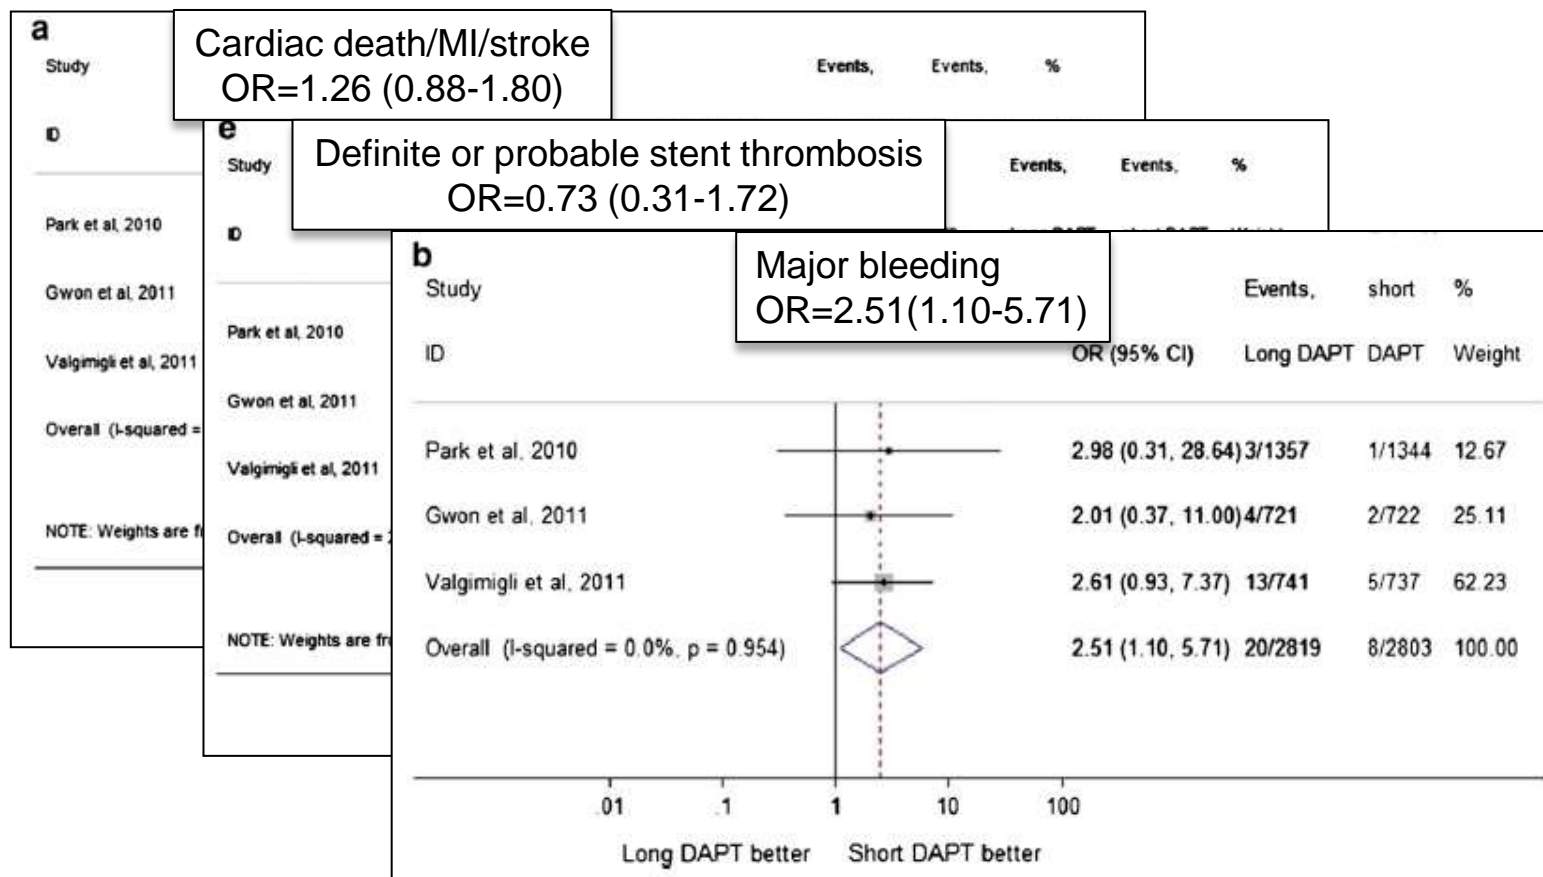 a
Cardiac death/MI/stroke
OR=1.26 (0.88-1.80)
Study
Events,
Events,
%
ID
Park et al, 2010
Gwon et al, 2011
Valgimigli et al, 2011
Overall (I-squared =
NOTE: Weights are
e
Definite or probable stent thrombosis
OR=0.73 (0.31-1.72)
Study
Events,
Events,
%
ID
Park et al, 2010
Gwon et al, 2011
Valgimigli et al, 2011
Overall (I-squared =
NOTE: Weights are
b
Major bleeding
OR=2.51(1.10-5.71)
Study
Events, short %
ID OR (95% CI) Long DAPT DAPT Weight
Park et al, 2010 2.98 (0.31, 28.64) 3/1357 1/1344 12.67
Gwon et al, 2011 2.01 (0.37, 11.00) 4/721 2/722 25.11
Valgimigli et al, 2011 2.61 (0.93, 7.37) 13/741 5/737 62.23
Overall (I-squared = 0.0%, p = 0.954) 2.51 (1.10, 5.71) 20/2819 8/2803 100.00
.01 .1 1 10 100
Long DAPT better Short DAPT better